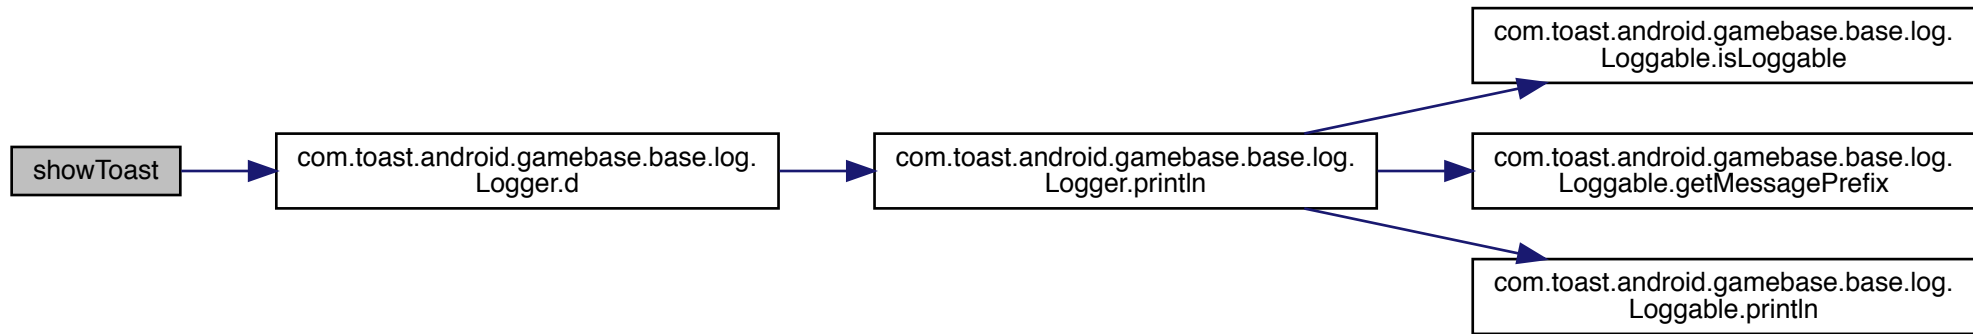 showToast
com.toast.android.gamebase.base.log.
Logger.d
com.toast.android.gamebase.base.log.
Logger.println
com.toast.android.gamebase.base.log.
Loggable.isLoggable
com.toast.android.gamebase.base.log.
Loggable.getMessagePrefix
com.toast.android.gamebase.base.log.
Loggable.println